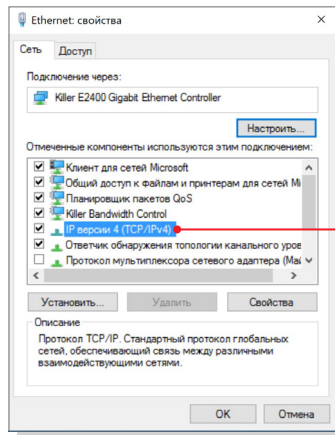 Ethernet: свойства
Сеть
Доступ
Подключение через:
Killer E2400 Gigabit Ethernet Controller
Настроить...
Отмеченные компоненты используются этим подключением:
Клиент для сетей Microsoft
Общий доступ к файлам и принтерам для сетей Mi
Планировщик пакетов QoS
Killer Bandwidth Control
IP версии 4 (TCP/IPv4)
Ответчик обнаружения топологии канального уров
Протокол мультиплексора сетевого адаптера (Май
Установить...
Удалить
Свойства
Описание
Протокол TCP/IP. Стандартный протокол глобальных
сетей, обеспечивающий связь между различными
взаимодействующими сетями.
OK
Отмена